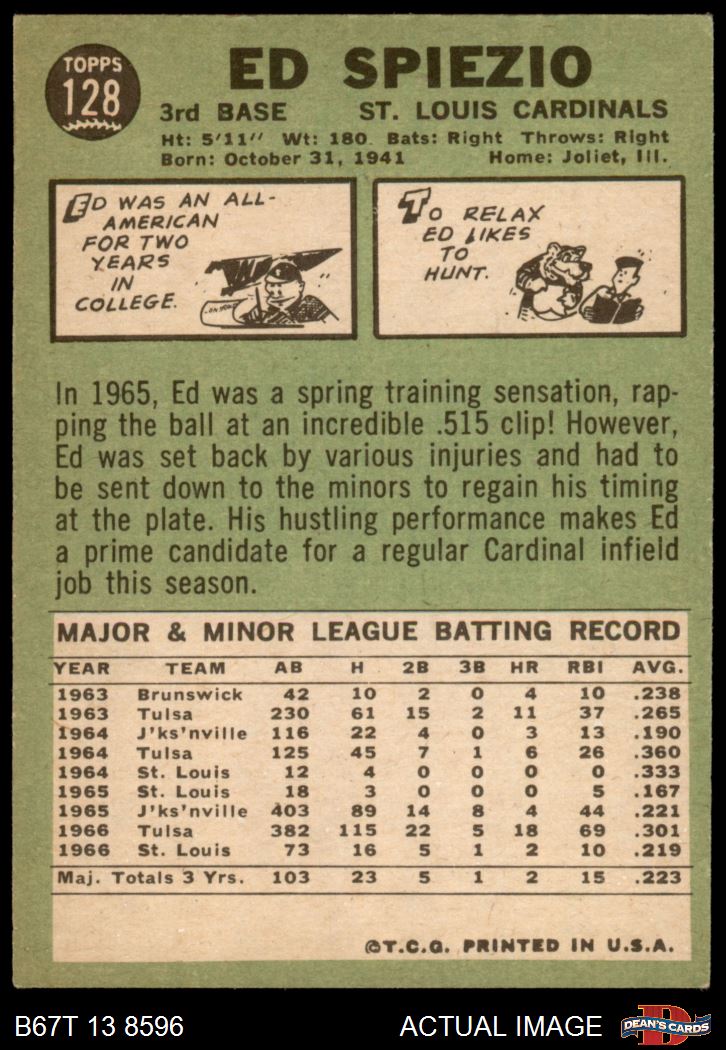 TOPPS
128
ED SPIEZIO
3rd BASE ST. LOUIS CARDINALS
Ht: 5'11" Wt: 180 Bats: Right Throws: Right
Born: October 31, 1941 Home: Joliet, Ill.
ED WAS AN ALL-
AMERICAN
FOR TWO
YEARS
IN
COLLEGE.
TO RELAX
ED LIKES
TO
HUNT.
In 1965, Ed was a spring training sensation, rap-
ping the ball at an incredible .515 clip! However,
Ed was set back by various injuries and had to
be sent down to the minors to regain his timing
at the plate. His hustling performance makes Ed
a prime candidate for a regular Cardinal infield
job this season.
MAJOR & MINOR LEAGUE BATTING RECORD
YEAR TEAM AB H 2B 3B HR RBI AVG.
1963 Brunswick 42 10 2 0 4 10 .238
1963 Tulsa 230 61 15 2 11 37 .265
1964 J'ks'nville 116 22 4 0 3 13 .190
1964 Tulsa 125 45 7 1 6 26 .360
1964 St. Louis 12 4 0 0 0 0 .333
1965 St. Louis 18 3 0 0 0 5 .167
1965 J'ks'nville 403 89 14 8 4 44 .221
1966 Tulsa 382 115 22 5 18 69 .301
1966 St. Louis 73 16 5 1 2 10 .219
Maj. Totals 3 Yrs. 103 23 5 1 2 15 .223
©T.C.G. PRINTED IN U.S.A.
B67T 13 8596 ACTUAL IMAGE
D
DEAN'S CARDS